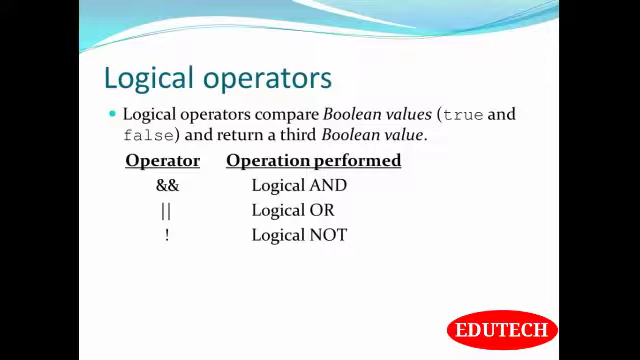 Logical operators
• Logical operators compare Boolean values (true and
false) and return a third Boolean value.
Operator Operation performed
&& Logical AND
|| Logical OR
! Logical NOT
EDUTECH